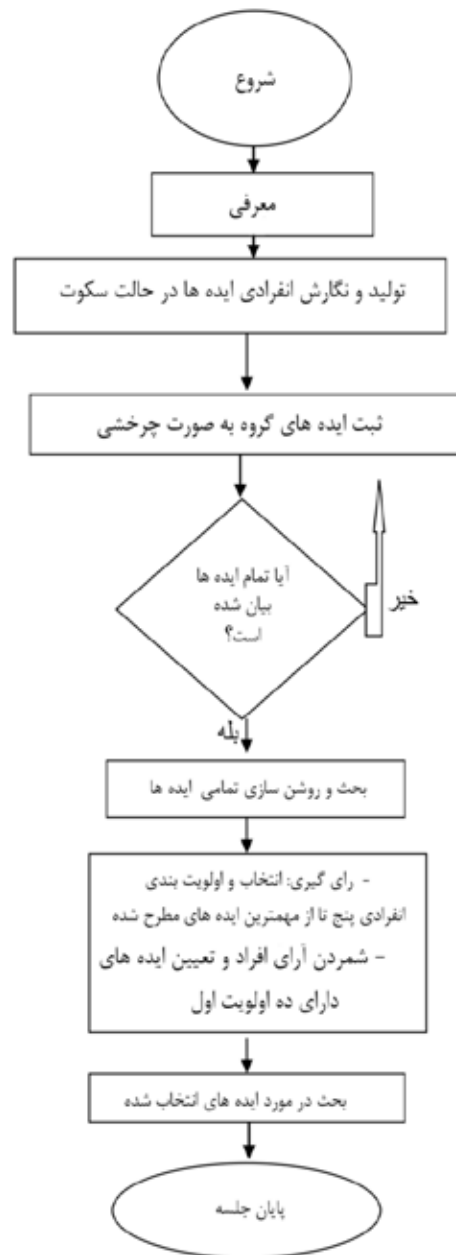 شروع
معرفی
تولید و نگارش انفرادی ایده ها در حالت سکوت
ثبت ایده های گروه به صورت چرخشی
آیا تمام ایده ها
بیان شده
است؟
خیر
بله
بحث و روشن سازی تمامی ایده ها
- رای گیری: انتخاب و اولویت بندی
انفرادی پنج تا از مهمترین ایده های مطرح شده
- شمردن آرای افراد و تعیین ایده های
دارای ده اولویت اول
بحث در مورد ایده های انتخاب شده
پایان جلسه